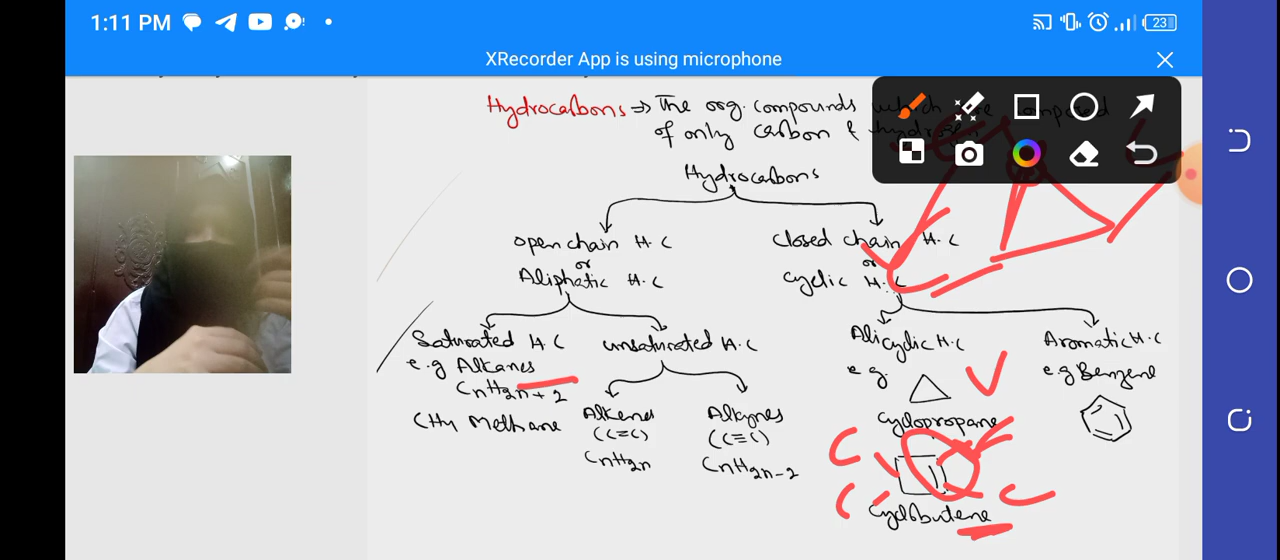 1:11 PM
23
XRecorder App is using microphone
Hydrocarbons → The org. compounds
of only carbon &
Hydrocarbons
open chain H.C
or
Aliphatic H.C
closed chain H.C
or
cyclic H.C
Saturated H.C
e.g Alkanes
CnH2n+2
CH4 Methane
unsaturated H.C
Alkenes
(C=C)
CnH2n
Alkynes
(C≡C)
CnH2n-2
Alicyclic H.C
e.g.
Cyclopropane
Cyclobutene
Aromatic H.C
e.g Benzene